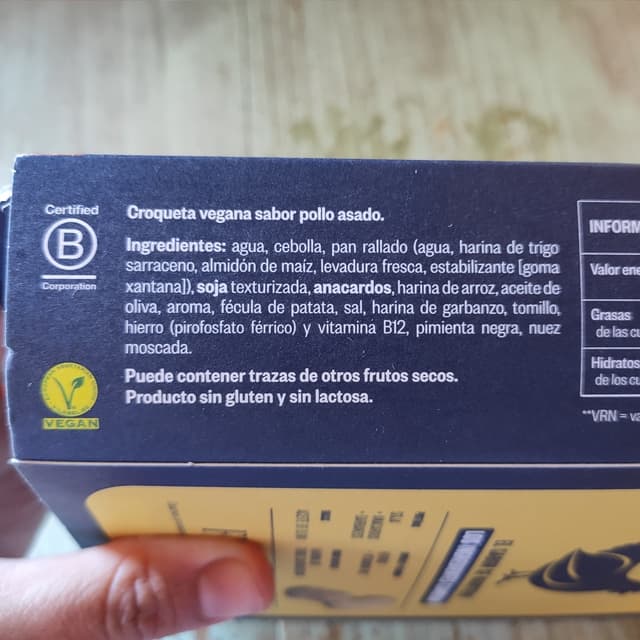 Certified
B
Corporation
Croqueta vegana sabor pollo asado.
Ingredientes: agua, cebolla, pan rallado (agua, harina de trigo
sarraceno, almidón de maíz, levadura fresca, estabilizante [goma
xantana]), soja texturizada, anacardos, harina de arroz, aceite de
oliva, aroma, fécula de patata, sal, harina de garbanzo, tomillo,
hierro (pirofosfato férrico) y vitamina B12, pimienta negra, nuez
moscada.
Puede contener trazas de otros frutos secos.
Producto sin gluten y sin lactosa.
VEGAN
INFORM
Valor ene
Grasas
de las cu
Hidratos
de los cu
**VRN = va